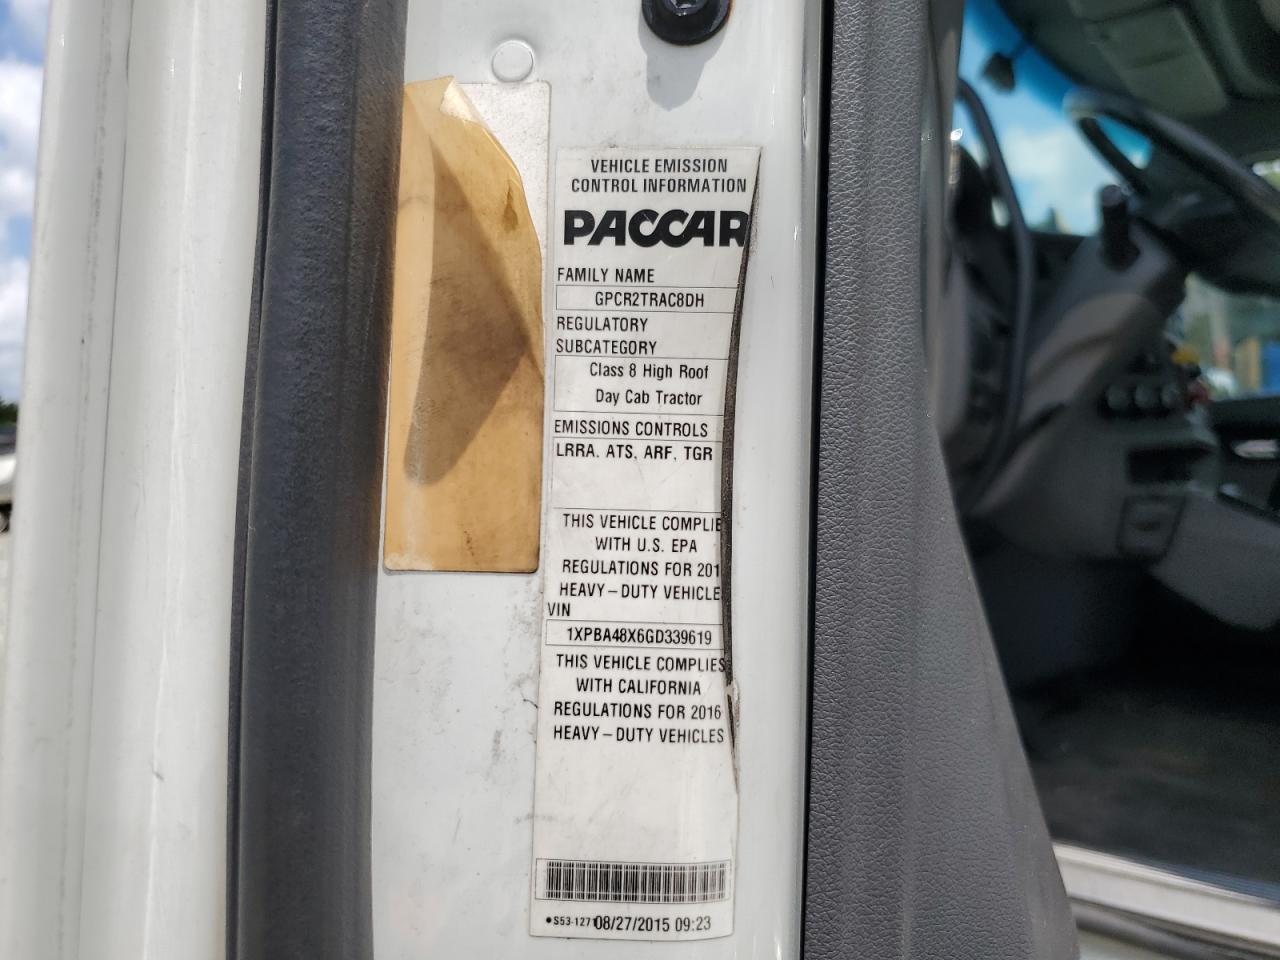 VEHICLE EMISSION
CONTROL INFORMATION
PACCAR
FAMILY NAME
GPCR2TRAC8DH
REGULATORY
SUBCATEGORY
Class 8 High Roof
Day Cab Tractor
EMISSIONS CONTROLS
LRRA, ATS, ARF, TGR
THIS VEHICLE COMPLIE
WITH U.S. EPA
REGULATIONS FOR 201
HEAVY-DUTY VEHICLE
VIN
1XPBA48X6GD339619
THIS VEHICLE COMPLIES
WITH CALIFORNIA
REGULATIONS FOR 2016
HEAVY-DUTY VEHICLES
•S53-1271 08/27/2015 09:23